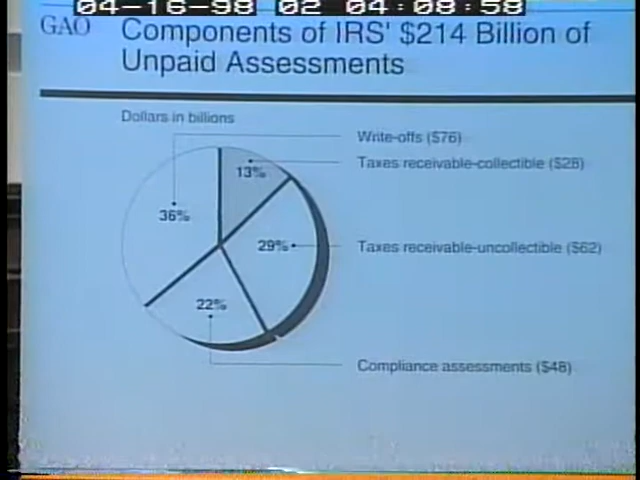 04-16-98 02 04:08:58
GAO
Components of IRS' $214 Billion of
Unpaid Assessments
Dollars in billions
Write-offs ($76)
13%
Taxes receivable-collectible ($28)
36%
29%
Taxes receivable-uncollectible ($62)
22%
Compliance assessments ($48)